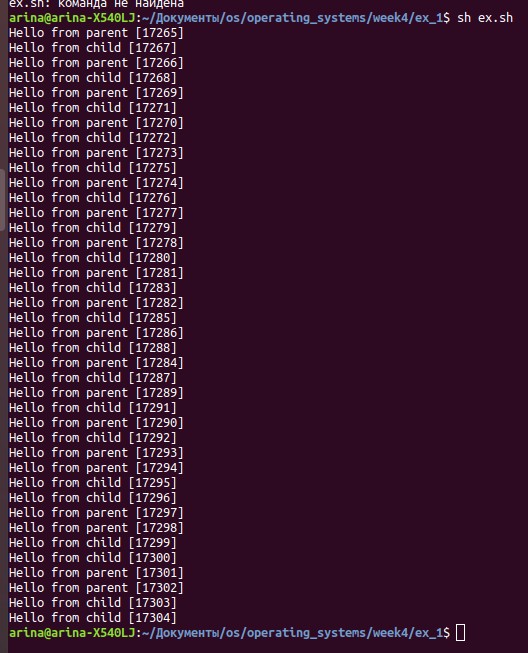 ex.sh: команда не найдена
arina@arina-X540LJ:~/Документы/os/operating_systems/week4/ex_1$ sh ex.sh
Hello from parent [17265]
Hello from child [17267]
Hello from parent [17266]
Hello from child [17268]
Hello from parent [17269]
Hello from child [17271]
Hello from parent [17270]
Hello from child [17272]
Hello from parent [17273]
Hello from child [17275]
Hello from parent [17274]
Hello from child [17276]
Hello from parent [17277]
Hello from child [17279]
Hello from parent [17278]
Hello from child [17280]
Hello from parent [17281]
Hello from child [17283]
Hello from parent [17282]
Hello from child [17285]
Hello from parent [17286]
Hello from child [17288]
Hello from parent [17284]
Hello from child [17287]
Hello from parent [17289]
Hello from child [17291]
Hello from parent [17290]
Hello from child [17292]
Hello from parent [17293]
Hello from parent [17294]
Hello from child [17295]
Hello from child [17296]
Hello from parent [17297]
Hello from parent [17298]
Hello from child [17299]
Hello from child [17300]
Hello from parent [17301]
Hello from parent [17302]
Hello from child [17303]
Hello from child [17304]
arina@arina-X540LJ:~/Документы/os/operating_systems/week4/ex_1$